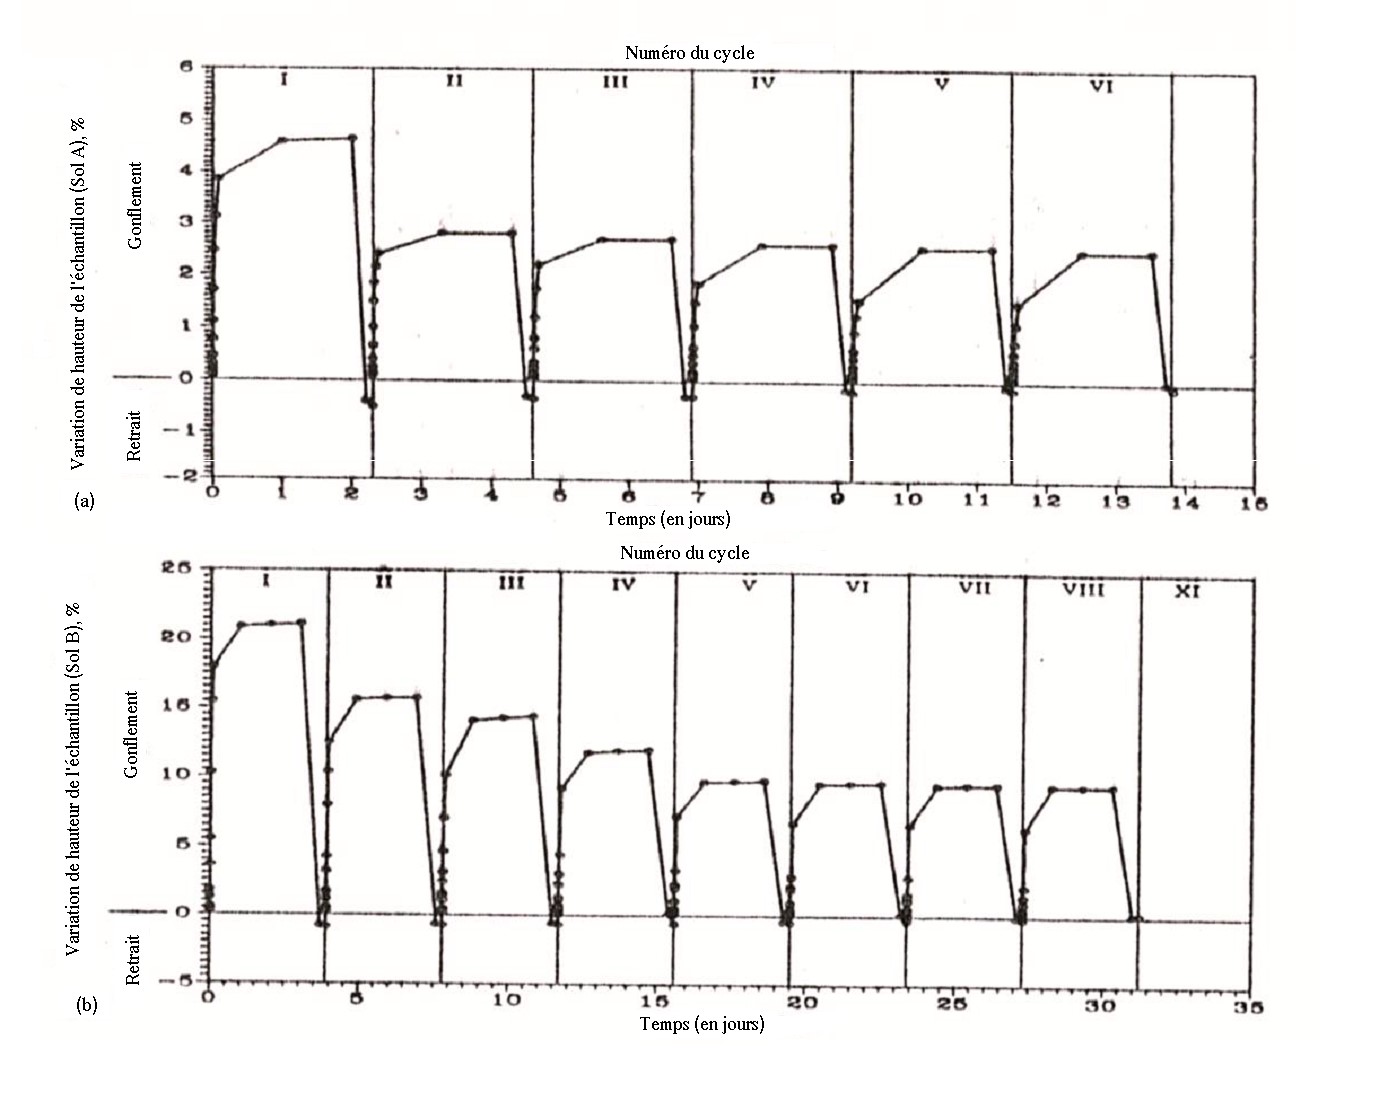 Numéro du cycle
I II III IV V VI
6
5
4
3
2
1
0
-1
-2
Variation de hauteur de l'échantillon (Sol A), %
Gonflement
Retrait
0 1 2 3 4 5 6 7 8 9 10 11 12 13 14 15
(a)
Temps (en jours)
Numéro du cycle
I II III IV V VI VII VIII XI
25
20
15
10
5
0
-5
Variation de hauteur de l'échantillon (Sol B), %
Gonflement
Retrait
0 5 10 15 20 25 30 35
(b)
Temps (en jours)